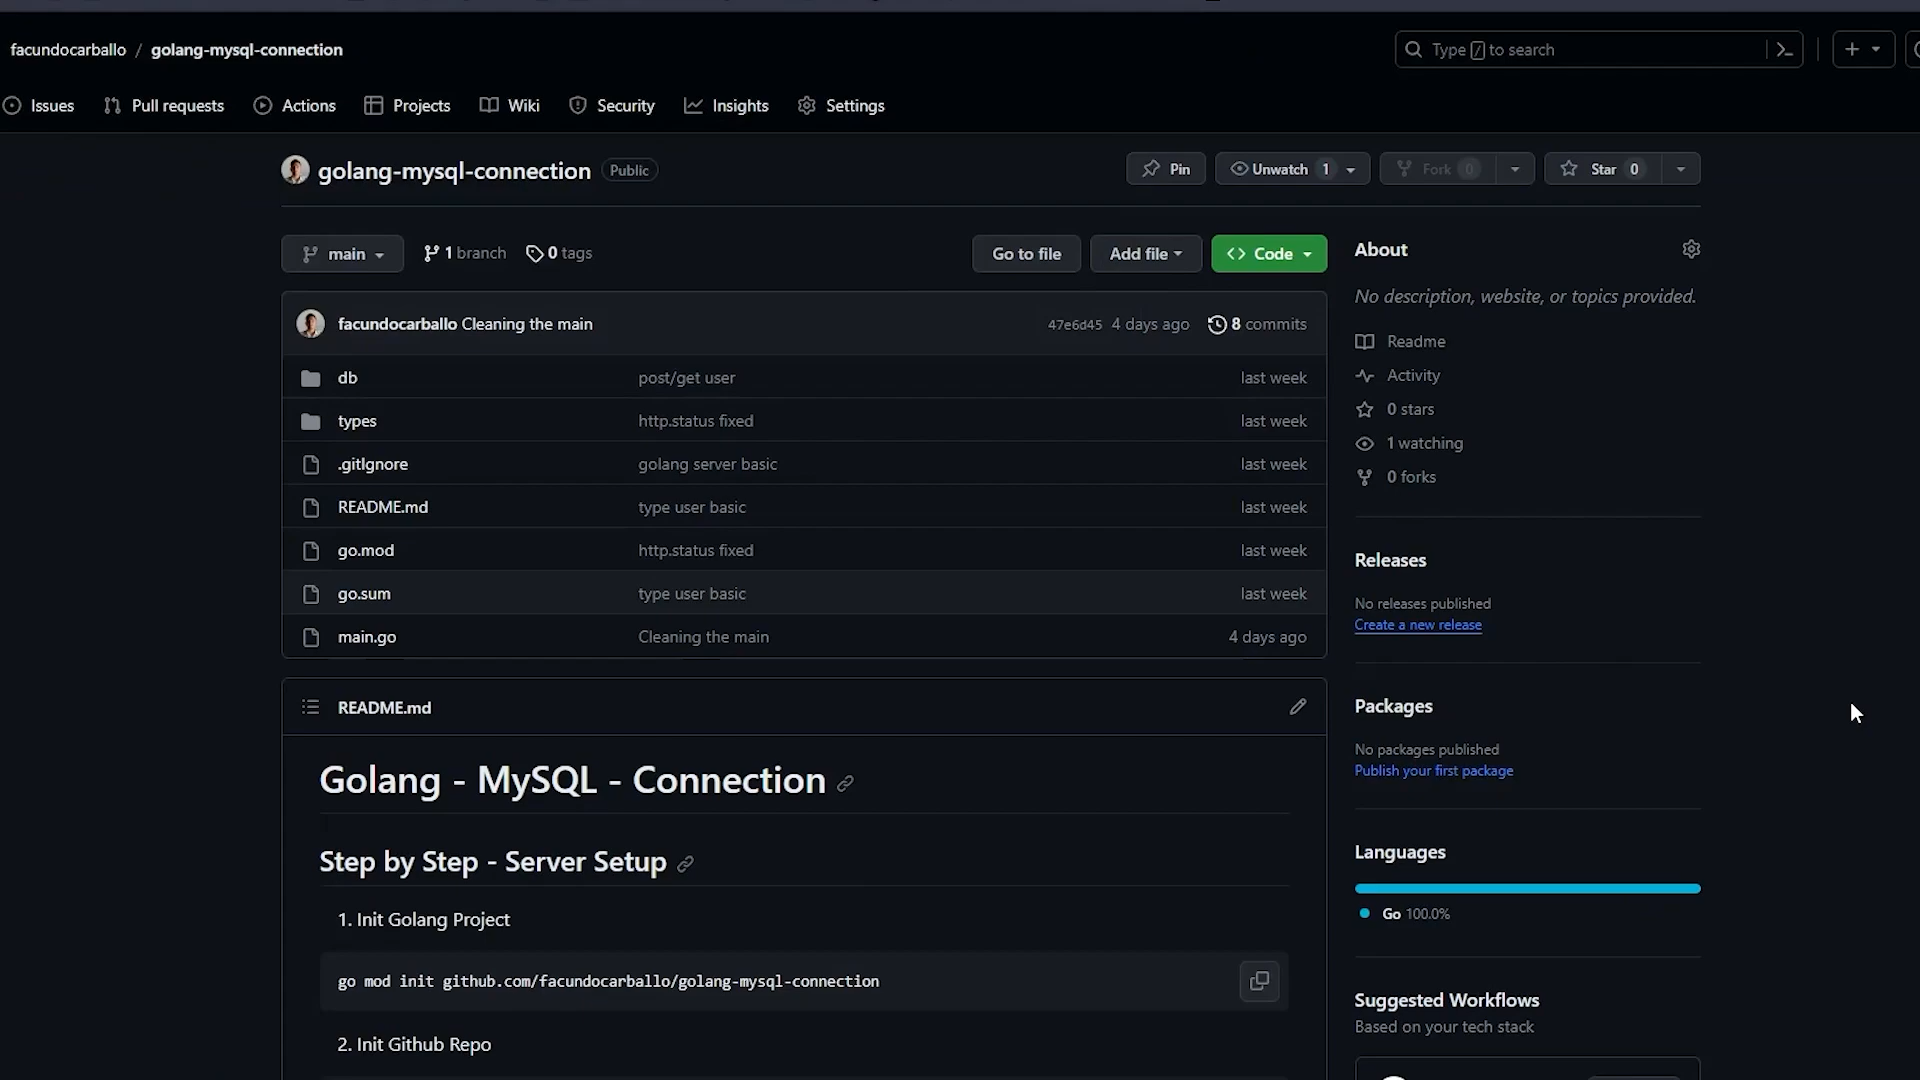 facundocarballo / golang-mysql-connection
Type / to search
Issues Pull requests Actions Projects Wiki Security Insights Settings
golang-mysql-connection Public
Pin Unwatch 1 Fork 0 Star 0
main 1 branch 0 tags Go to file Add file Code
facundocarballo Cleaning the main 47e6d45 4 days ago 8 commits
db post/get user last week
types http.status fixed last week
.gitIgnore golang server basic last week
README.md type user basic last week
go.mod http.status fixed last week
go.sum type user basic last week
main.go Cleaning the main 4 days ago
README.md
Golang - MySQL - Connection
Step by Step - Server Setup
1. Init Golang Project
go mod init github.com/facundocarballo/golang-mysql-connection
2. Init Github Repo
About
No description, website, or topics provided.
Readme
Activity
0 stars
1 watching
0 forks
Releases
No releases published
Create a new release
Packages
No packages published
Publish your first package
Languages
Go 100.0%
Suggested Workflows
Based on your tech stack